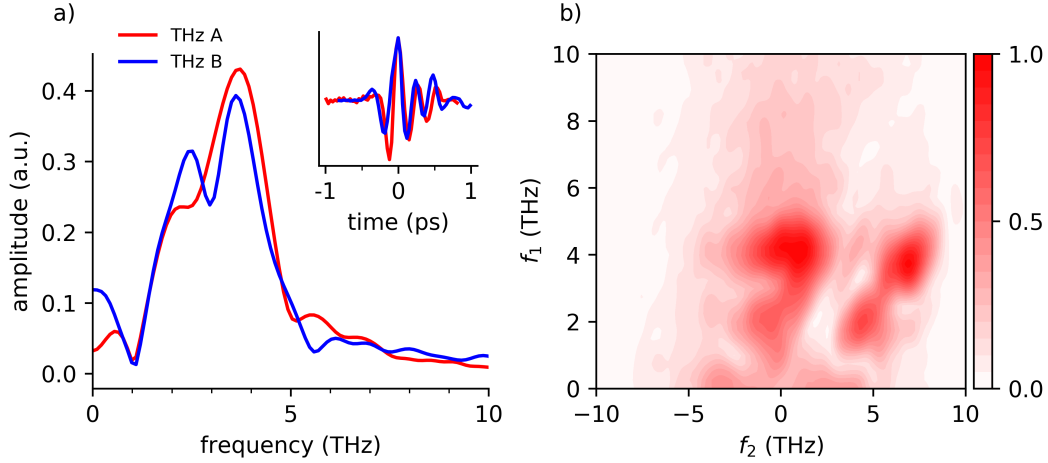 a)
THz A
THz B
amplitude (a.u.)
0.4
0.3
0.2
0.1
0.0
0
5
10
frequency (THz)
-1
0
1
time (ps)
b)
f₁ (THz)
10
8
6
4
2
0
−10
−5
0
5
10
f₂ (THz)
1.0
0.5
0.0